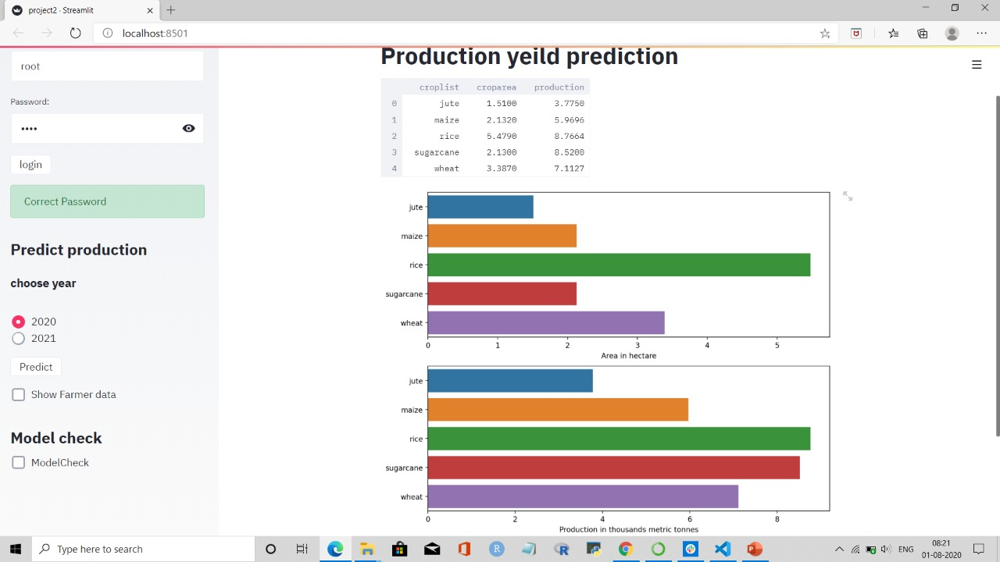 project2 · Streamlit
localhost:8501
root
Password:
••••
login
Correct Password
Predict production
choose year
2020
2021
Predict
Show Farmer data
Model check
ModelCheck
Production yeild prediction
croplist croparea production
0 jute 1.5100 3.7750
1 maize 2.1320 5.9696
2 rice 5.4790 8.7664
3 sugarcane 2.1300 8.5200
4 wheat 3.3870 7.1127
jute
maize
rice
sugarcane
wheat
0 1 2 3 4 5
Area in hectare
jute
maize
rice
sugarcane
wheat
0 2 4 6 8
Production in thousands metric tonnes
Type here to search
ENG
08:21
01-08-2020